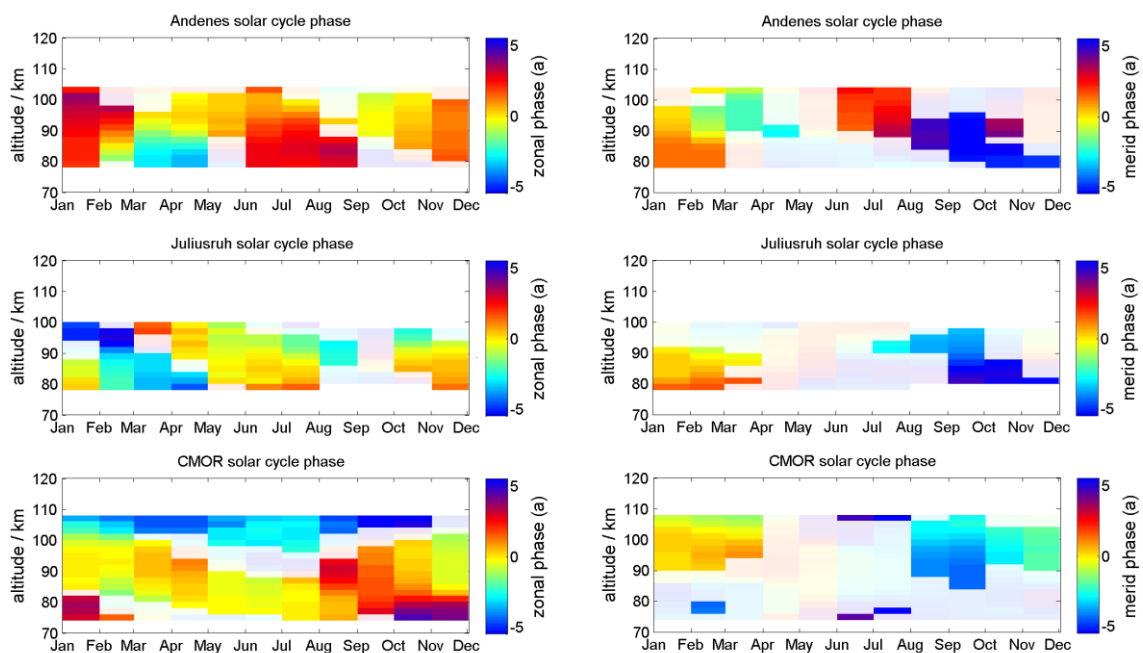 Andenes solar cycle phase
120
110
100
90
80
70
altitude / km
Jan Feb Mar Apr May Jun Jul Aug Sep Oct Nov Dec
5
0
-5
zonal phase (a)
Andenes solar cycle phase
120
110
100
90
80
70
altitude / km
Jan Feb Mar Apr May Jun Jul Aug Sep Oct Nov Dec
5
0
-5
merid phase (a)
Juliusruh solar cycle phase
120
110
100
90
80
70
altitude / km
Jan Feb Mar Apr May Jun Jul Aug Sep Oct Nov Dec
5
0
-5
zonal phase (a)
Juliusruh solar cycle phase
120
110
100
90
80
70
altitude / km
Jan Feb Mar Apr May Jun Jul Aug Sep Oct Nov Dec
5
0
-5
merid phase (a)
CMOR solar cycle phase
120
110
100
90
80
70
altitude / km
Jan Feb Mar Apr May Jun Jul Aug Sep Oct Nov Dec
5
0
-5
zonal phase (a)
CMOR solar cycle phase
120
110
100
90
80
70
altitude / km
Jan Feb Mar Apr May Jun Jul Aug Sep Oct Nov Dec
5
0
-5
merid phase (a)